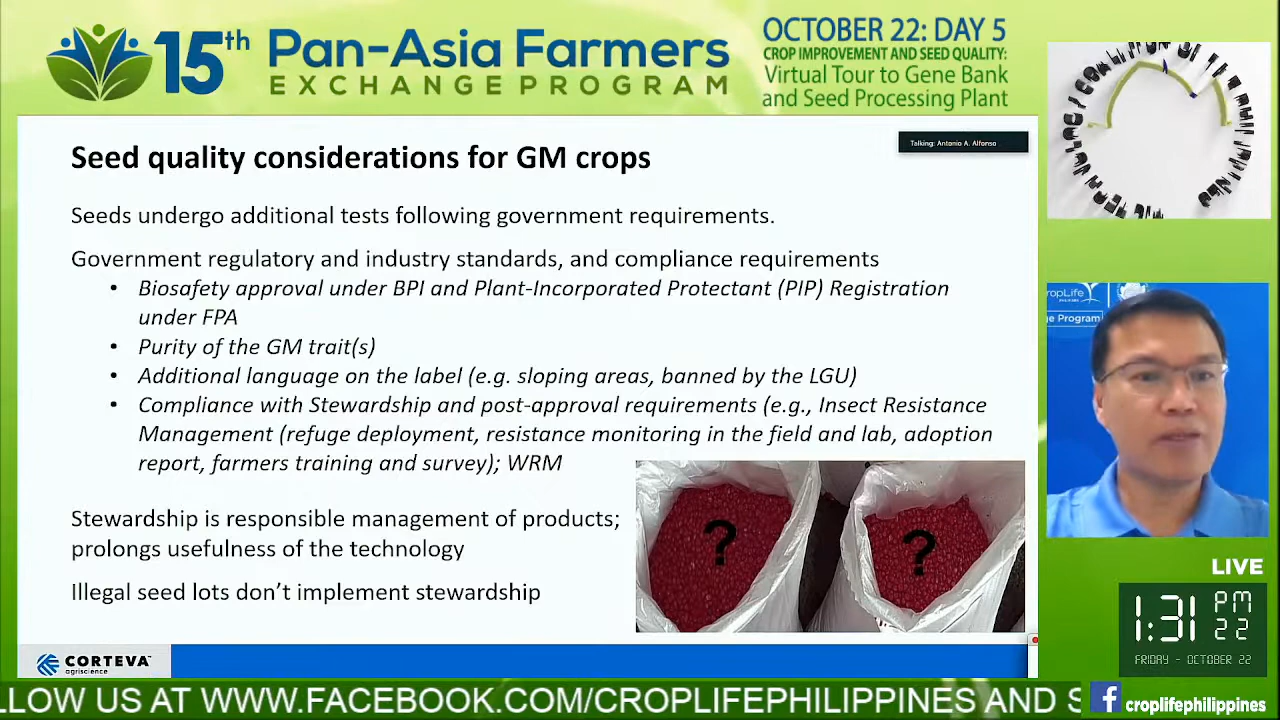 15th Pan-Asia Farmers
EXCHANGE PROGRAM
OCTOBER 22: DAY 5
CROP IMPROVEMENT AND SEED QUALITY:
Virtual Tour to Gene Bank
and Seed Processing Plant
Talking: Antonio A. Alfonso
Seed quality considerations for GM crops
Seeds undergo additional tests following government requirements.
Government regulatory and industry standards, and compliance requirements
• Biosafety approval under BPI and Plant-Incorporated Protectant (PIP) Registration
under FPA
• Purity of the GM trait(s)
• Additional language on the label (e.g. sloping areas, banned by the LGU)
• Compliance with Stewardship and post-approval requirements (e.g., Insect Resistance
Management (refuge deployment, resistance monitoring in the field and lab, adoption
report, farmers training and survey); WRM
Stewardship is responsible management of products;
prolongs usefulness of the technology
Illegal seed lots don't implement stewardship
? ?
CORTEVA™
agriscience
ropLife
ge Program
LIVE
1:31 PM
22
FRIDAY - OCTOBER 22
LLOW US AT WWW.FACEBOOK.COM/CROPLIFEPHILIPPINES AND S
f croplifephilippines